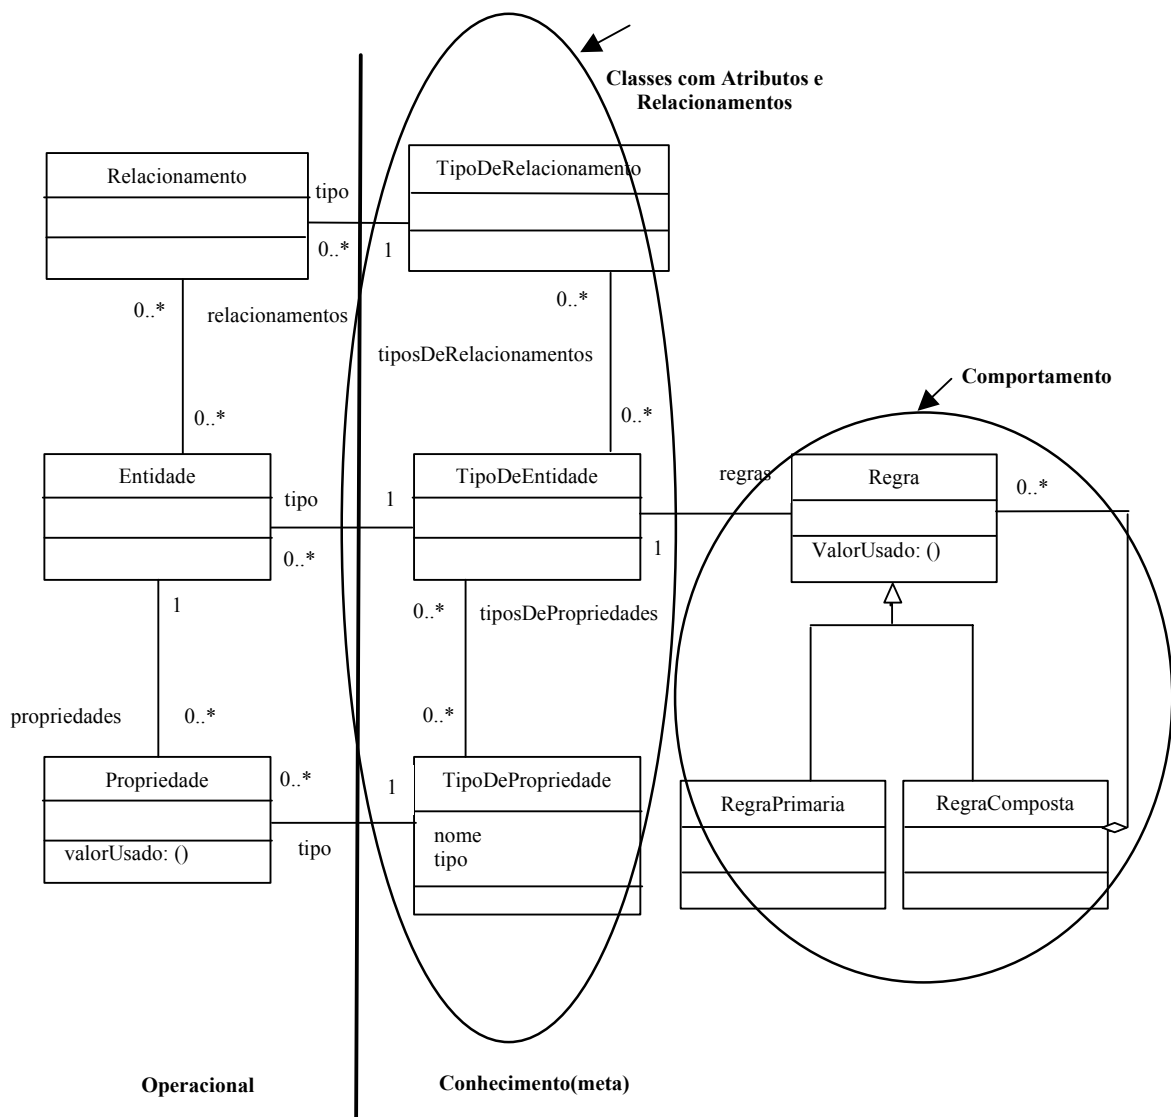 Classes com Atributos e
Relacionamentos
Relacionamento
tipo
0..*
1
TipoDeRelacionamento
0..*
relacionamentos
0..*
tiposDeRelacionamentos
Comportamento
0..*
0..*
Entidade
tipo
1
0..*
TipoDeEntidade
regras
1
Regra
0..*
ValorUsado: ()
1
0..*
tiposDePropriedades
propriedades
0..*
0..*
Propriedade
valorUsado: ()
0..*
1
tipo
TipoDePropriedade
nome
tipo
RegraPrimaria
RegraComposta
Operacional
Conhecimento(meta)